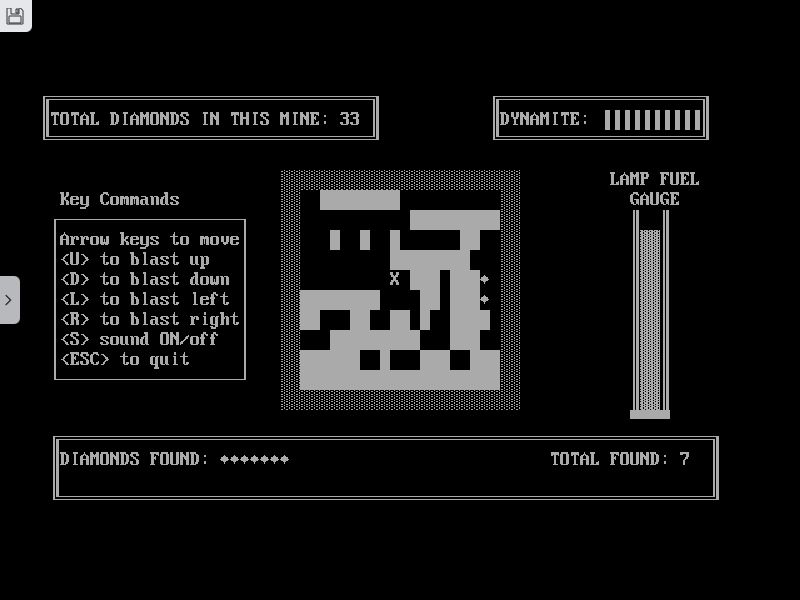 TOTAL DIAMONDS IN THIS MINE: 33
DYNAMITE:
LAMP FUEL
GAUGE
Key Commands
Arrow keys to move
<U> to blast up
<D> to blast down
<L> to blast left
<R> to blast right
<S> sound ON/off
<ESC> to quit
X
DIAMONDS FOUND: ♦♦♦♦♦♦♦
TOTAL FOUND: 7